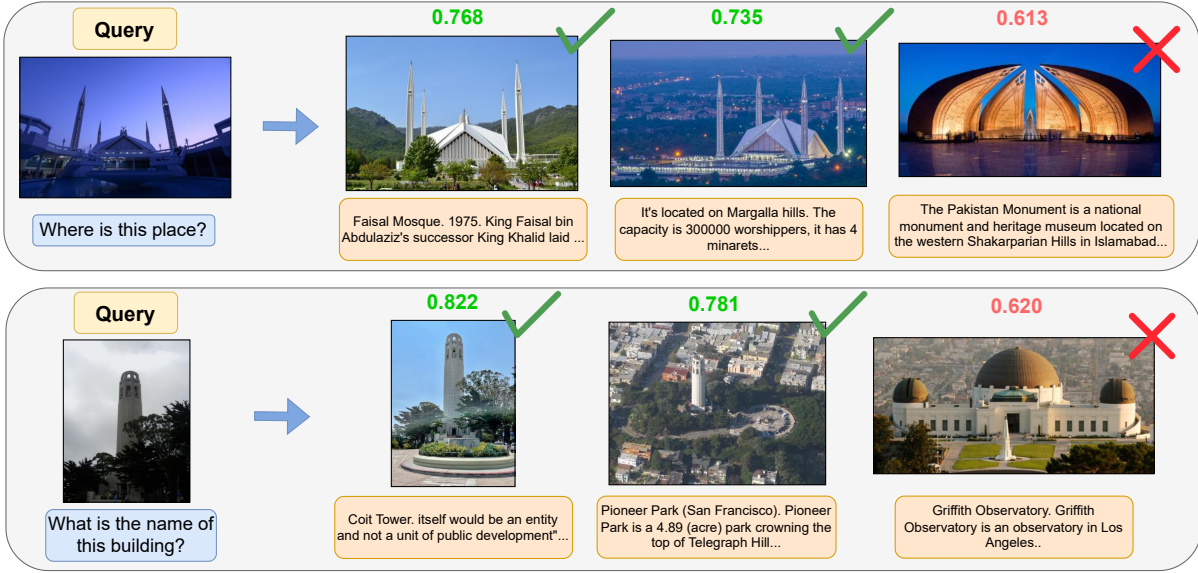 Query
0.768
0.735
0.613
Where is this place?
Faisal Mosque. 1975. King Faisal bin
Abdulaziz's successor King Khalid laid ...
It's located on Margalla hills. The
capacity is 300000 worshippers, it has 4
minarets...
The Pakistan Monument is a national
monument and heritage museum located on
the western Shakarparian Hills in Islamabad...
Query
0.822
0.781
0.620
What is the name of
this building?
Coit Tower. itself would be an entity
and not a unit of public development"...
Pioneer Park (San Francisco). Pioneer
Park is a 4.89 (acre) park crowning the
top of Telegraph Hill...
Griffith Observatory. Griffith
Observatory is an observatory in Los
Angeles..